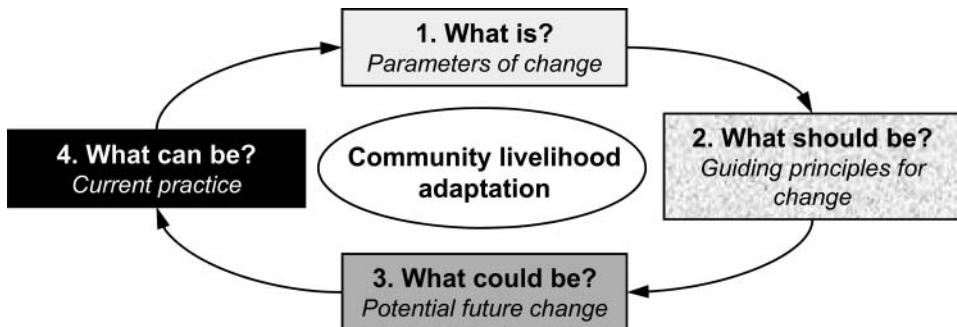 1. What is?
Parameters of change
2. What should be?
Guiding principles for
change
3. What could be?
Potential future change
4. What can be?
Current practice
Community livelihood
adaptation